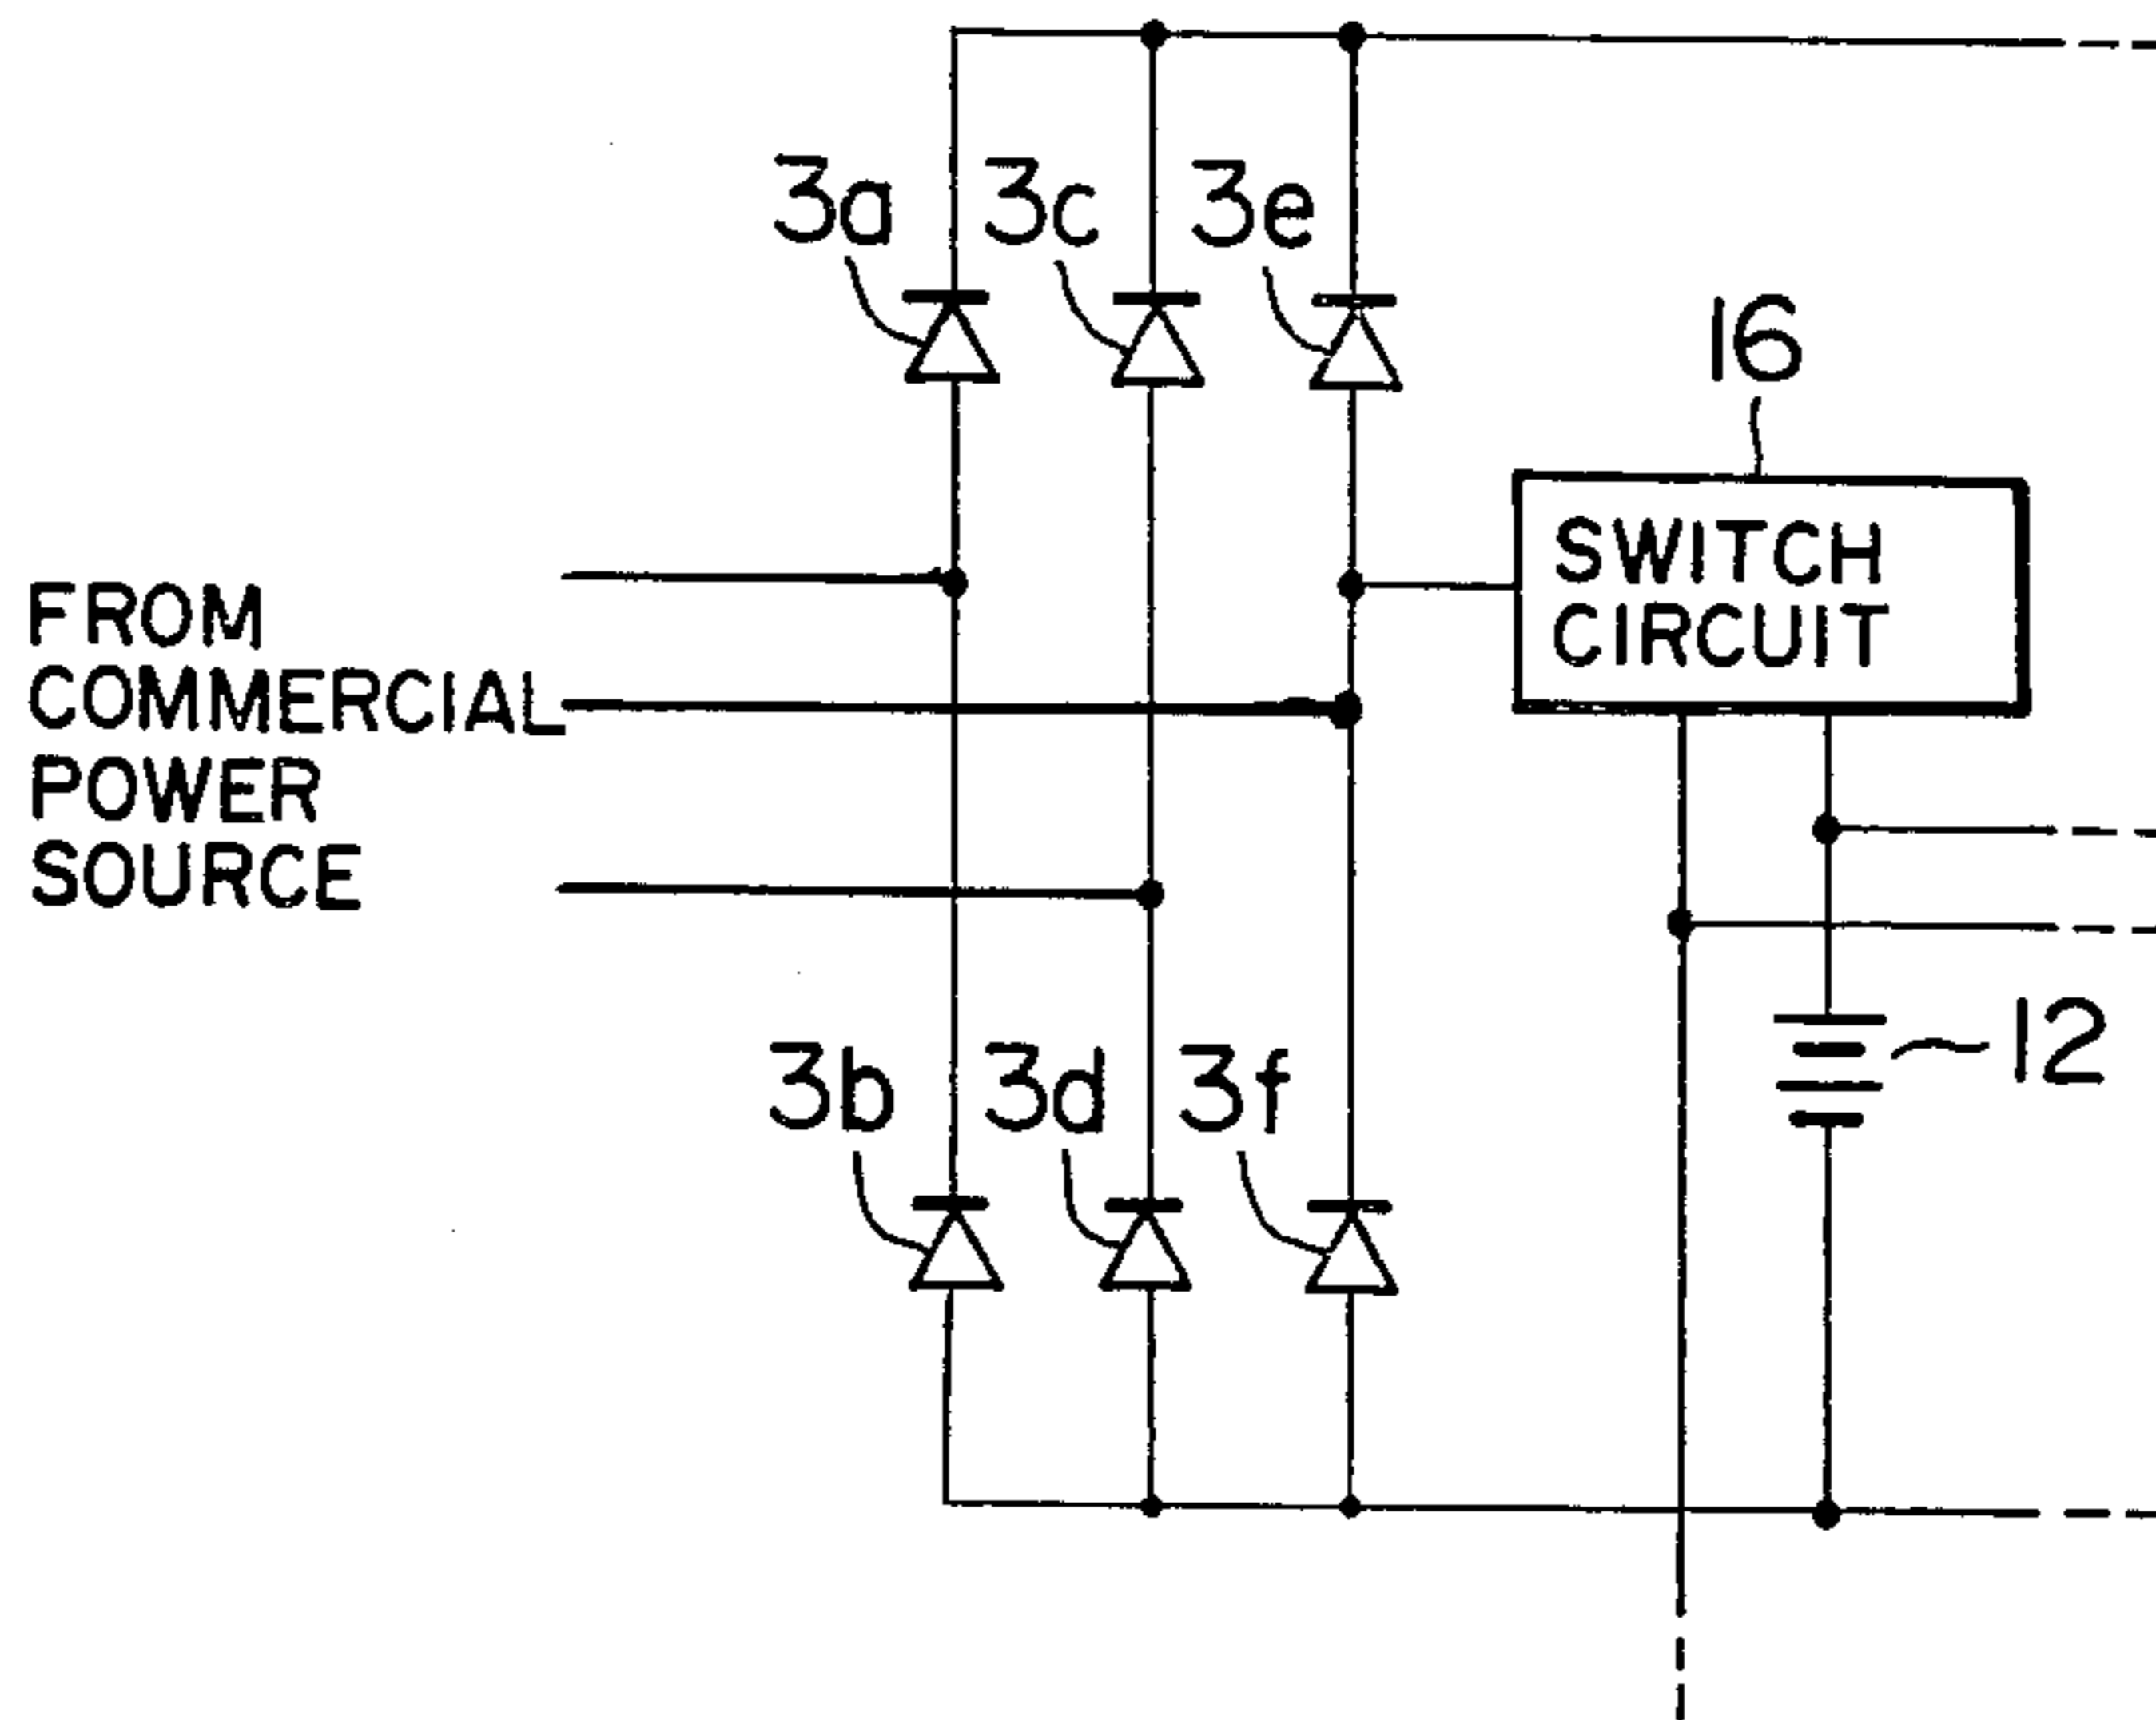 3a 3c 3e
16
SWITCH
CIRCUIT
FROM
COMMERCIAL
POWER
SOURCE
12
3b 3d 3f